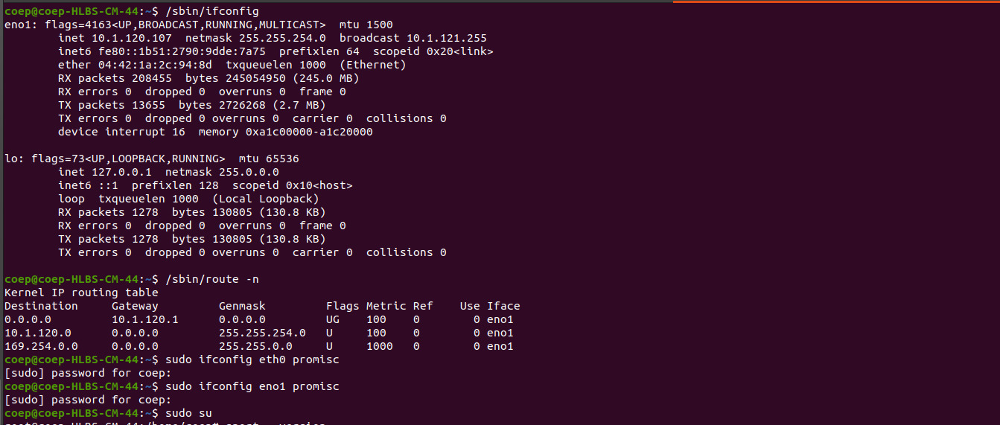 coep@coep-HLBS-CM-44:~$ /sbin/ifconfig
eno1: flags=4163<UP,BROADCAST,RUNNING,MULTICAST>  mtu 1500
        inet 10.1.120.107  netmask 255.255.254.0  broadcast 10.1.121.255
        inet6 fe80::1b51:2790:9dde:7a75  prefixlen 64  scopeid 0x20<link>
        ether 04:42:1a:2c:94:8d  txqueuelen 1000  (Ethernet)
        RX packets 208455  bytes 245054950 (245.0 MB)
        RX errors 0  dropped 0  overruns 0  frame 0
        TX packets 13655  bytes 2726268 (2.7 MB)
        TX errors 0  dropped 0 overruns 0  carrier 0  collisions 0
        device interrupt 16  memory 0xa1c00000-a1c20000

lo: flags=73<UP,LOOPBACK,RUNNING>  mtu 65536
        inet 127.0.0.1  netmask 255.0.0.0
        inet6 ::1  prefixlen 128  scopeid 0x10<host>
        loop  txqueuelen 1000  (Local Loopback)
        RX packets 1278  bytes 130805 (130.8 KB)
        RX errors 0  dropped 0  overruns 0  frame 0
        TX packets 1278  bytes 130805 (130.8 KB)
        TX errors 0  dropped 0 overruns 0  carrier 0  collisions 0

coep@coep-HLBS-CM-44:~$ /sbin/route -n
Kernel IP routing table
Destination     Gateway         Genmask         Flags Metric Ref    Use Iface
0.0.0.0         10.1.120.1      0.0.0.0         UG    100    0        0 eno1
10.1.120.0      0.0.0.0         255.255.254.0   U     100    0        0 eno1
169.254.0.0     0.0.0.0         255.255.0.0     U     1000   0        0 eno1
coep@coep-HLBS-CM-44:~$ sudo ifconfig eth0 promisc
[sudo] password for coep:
coep@coep-HLBS-CM-44:~$ sudo ifconfig eno1 promisc
[sudo] password for coep:
coep@coep-HLBS-CM-44:~$ sudo su